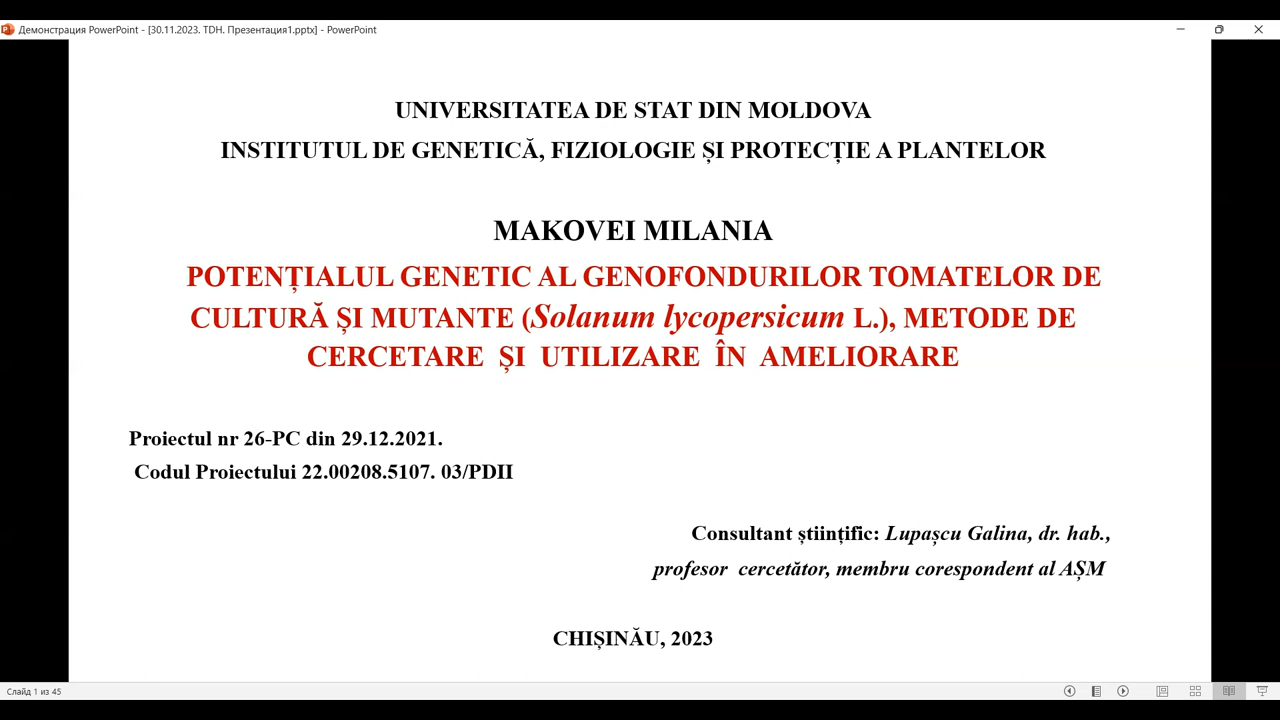 Демонстрация PowerPoint - [30.11.2023. TDH. Презентация1.pptx] - PowerPoint
UNIVERSITATEA DE STAT DIN MOLDOVA
INSTITUTUL DE GENETICĂ, FIZIOLOGIE ȘI PROTECȚIE A PLANTELOR
MAKOVEI MILANIA
POTENȚIALUL GENETIC AL GENOFONDURILOR TOMATELOR DE
CULTURĂ ȘI MUTANTE (Solanum lycopersicum L.), METODE DE
CERCETARE ȘI UTILIZARE ÎN AMELIORARE
Proiectul nr 26-PC din 29.12.2021.
Codul Proiectului 22.00208.5107. 03/PDII
Consultant științific: Lupașcu Galina, dr. hab.,
profesor cercetător, membru corespondent al AȘM
CHIȘINĂU, 2023
Слайд 1 из 45